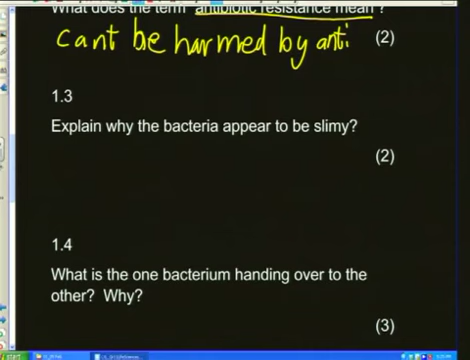 What does the term antibiotic resistance mean ?
cant be harmed by anti (2)
1.3
Explain why the bacteria appear to be slimy?
(2)
1.4
What is the one bacterium handing over to the
other? Why?
(3)
start